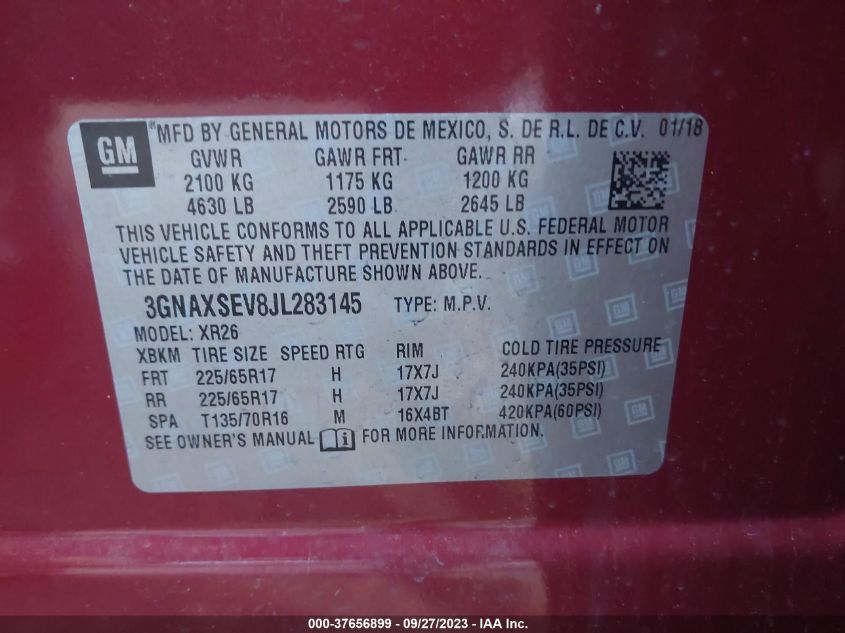 GM
® MFD BY GENERAL MOTORS DE MEXICO, S. DE R.L. DE C.V. 01/18
GVWR GAWR FRT GAWR RR
2100 KG 1175 KG 1200 KG
4630 LB 2590 LB 2645 LB
THIS VEHICLE CONFORMS TO ALL APPLICABLE U.S. FEDERAL MOTOR
VEHICLE SAFETY AND THEFT PREVENTION STANDARDS IN EFFECT ON
THE DATE OF MANUFACTURE SHOWN ABOVE.
3GNAXSEV8JL283145 TYPE: M.P.V.
MODEL: XR26
XBKM TIRE SIZE SPEED RTG RIM COLD TIRE PRESSURE
FRT 225/65R17 H 17X7J 240KPA(35PSI)
RR 225/65R17 H 17X7J 240KPA(35PSI)
SPA T135/70R16 M 16X4BT 420KPA(60PSI)
SEE OWNER'S MANUAL FOR MORE INFORMATION.
000-37656899 - 09/27/2023 - IAA Inc.